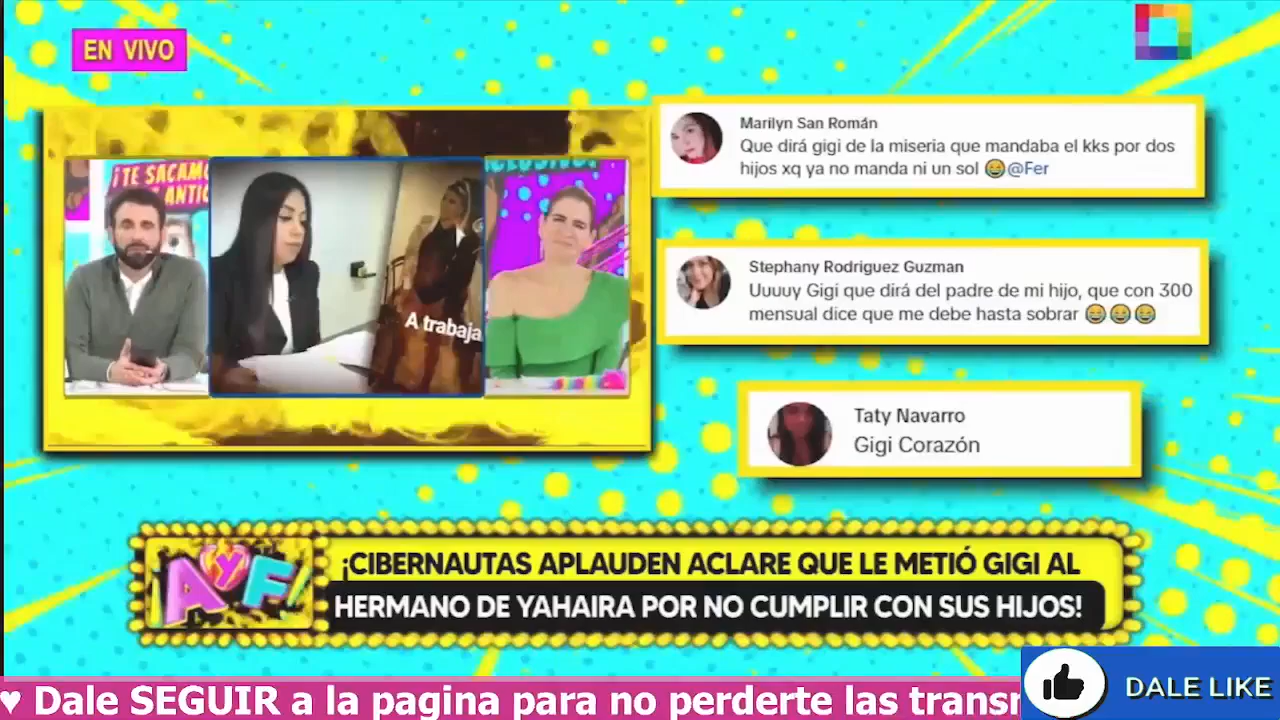 EN VIVO
¡TE SACAMO
ANTIC
A trabaja
Marilyn San Román
Que dirá gigi de la miseria que mandaba el kks por dos
hijos xq ya no manda ni un sol 😂@Fer
Stephany Rodriguez Guzman
Uuuuy Gigi que dirá del padre de mi hijo, que con 300
mensual dice que me debe hasta sobrar 😂😂😂
Taty Navarro
Gigi Corazón
AyF
¡CIBERNAUTAS APLAUDEN ACLARE QUE LE METIÓ GIGI AL
HERMANO DE YAHAIRA POR NO CUMPLIR CON SUS HIJOS!
♥ Dale SEGUIR a la pagina para no perderte las transm
DALE LIKE